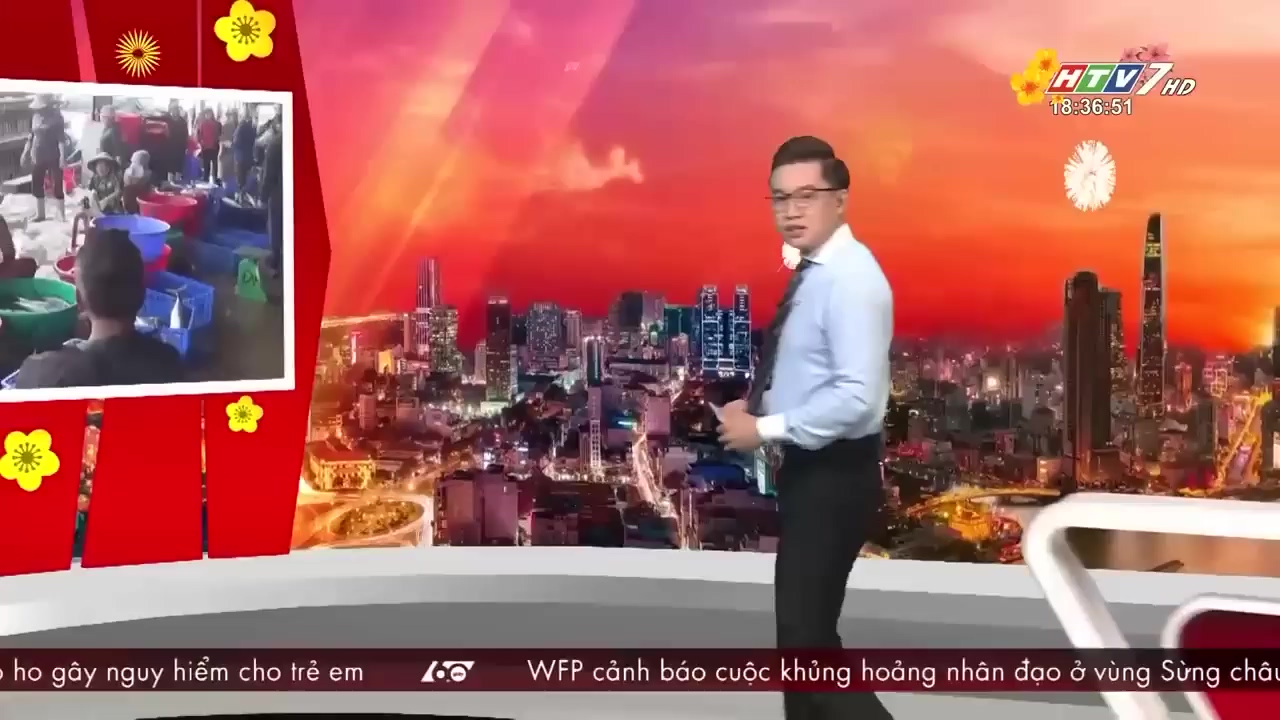 HTV7 HD
18:36:51
ho gây nguy hiểm cho trẻ em
60
WFP cảnh báo cuộc khủng hoảng nhân đạo ở vùng Sừng châu